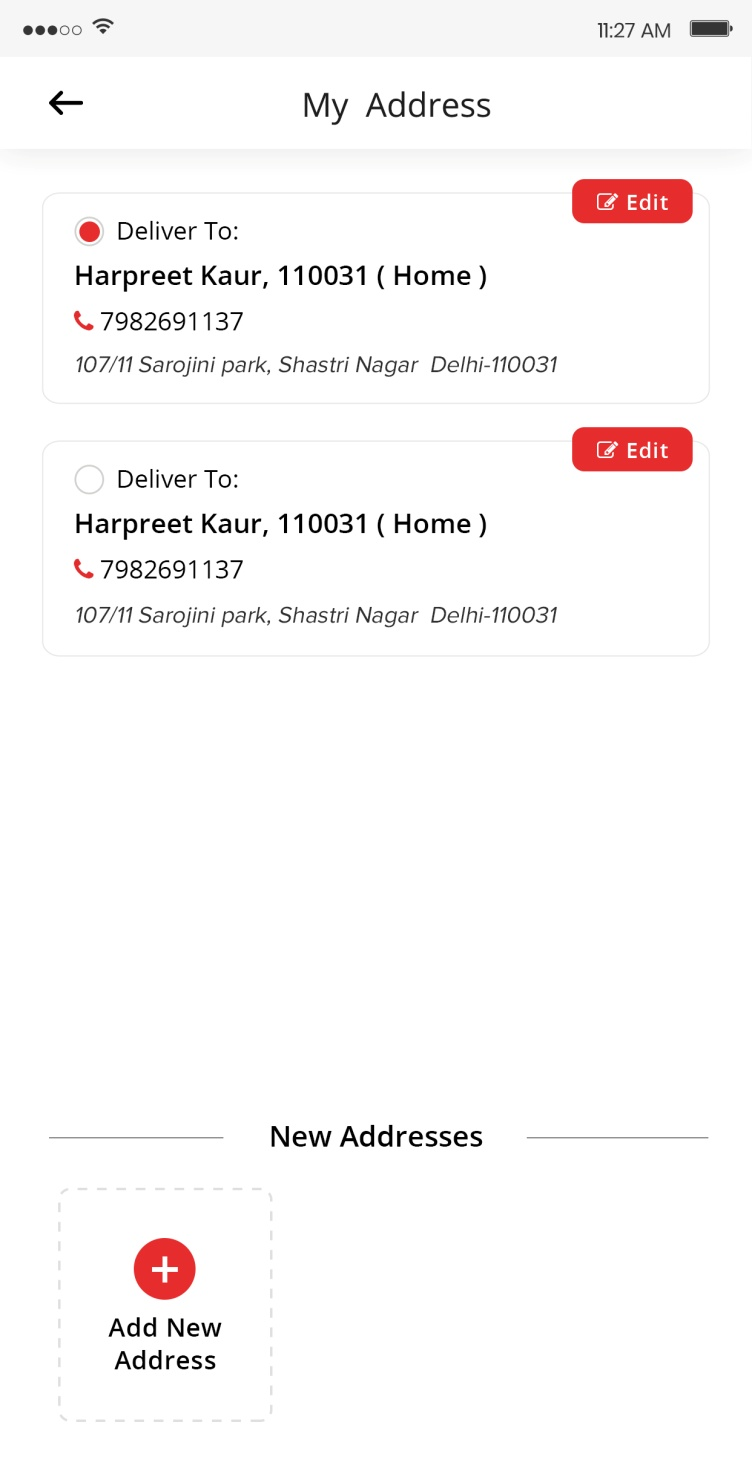 11:27 AM
My Address
Edit
Deliver To:
Harpreet Kaur, 110031 ( Home )
7982691137
107/11 Sarojini park, Shastri Nagar Delhi-110031
Edit
Deliver To:
Harpreet Kaur, 110031 ( Home )
7982691137
107/11 Sarojini park, Shastri Nagar Delhi-110031
New Addresses
Add New
Address